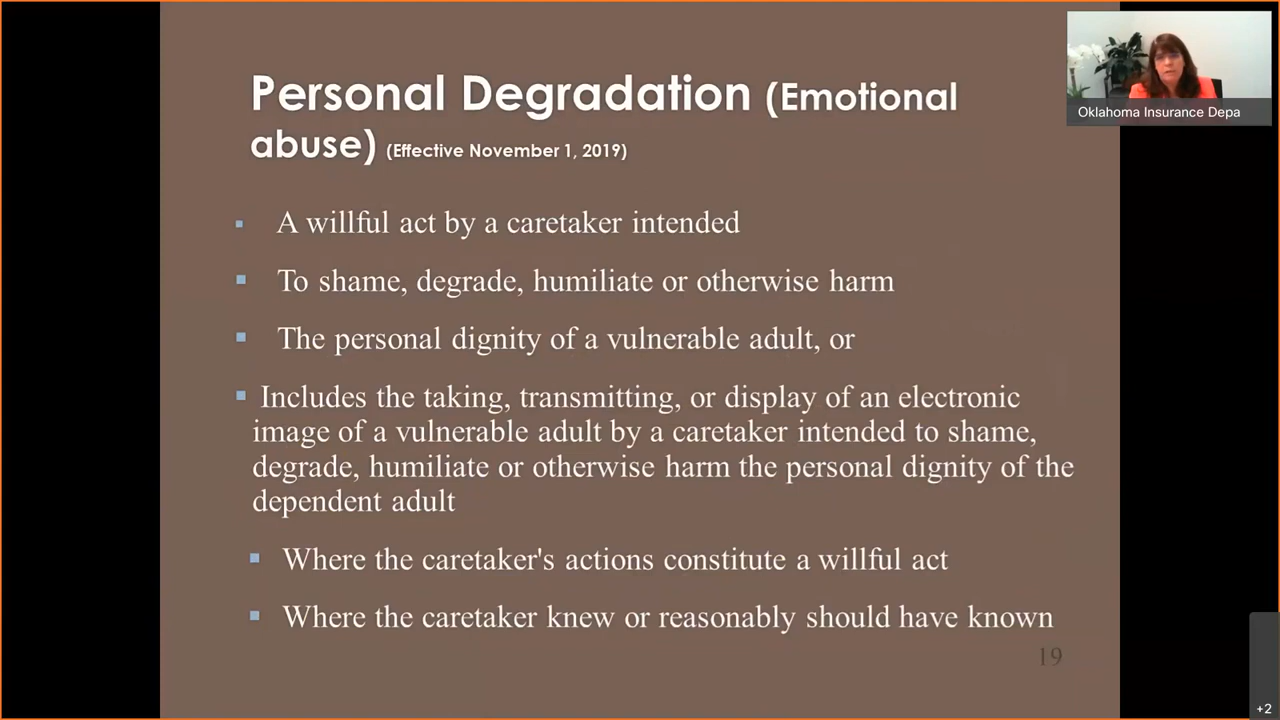 Personal Degradation (Emotional
abuse) (Effective November 1, 2019)
A willful act by a caretaker intended
To shame, degrade, humiliate or otherwise harm
The personal dignity of a vulnerable adult, or
Includes the taking, transmitting, or display of an electronic
image of a vulnerable adult by a caretaker intended to shame,
degrade, humiliate or otherwise harm the personal dignity of the
dependent adult
Where the caretaker's actions constitute a willful act
Where the caretaker knew or reasonably should have known
19
Oklahoma Insurance Depa
+2